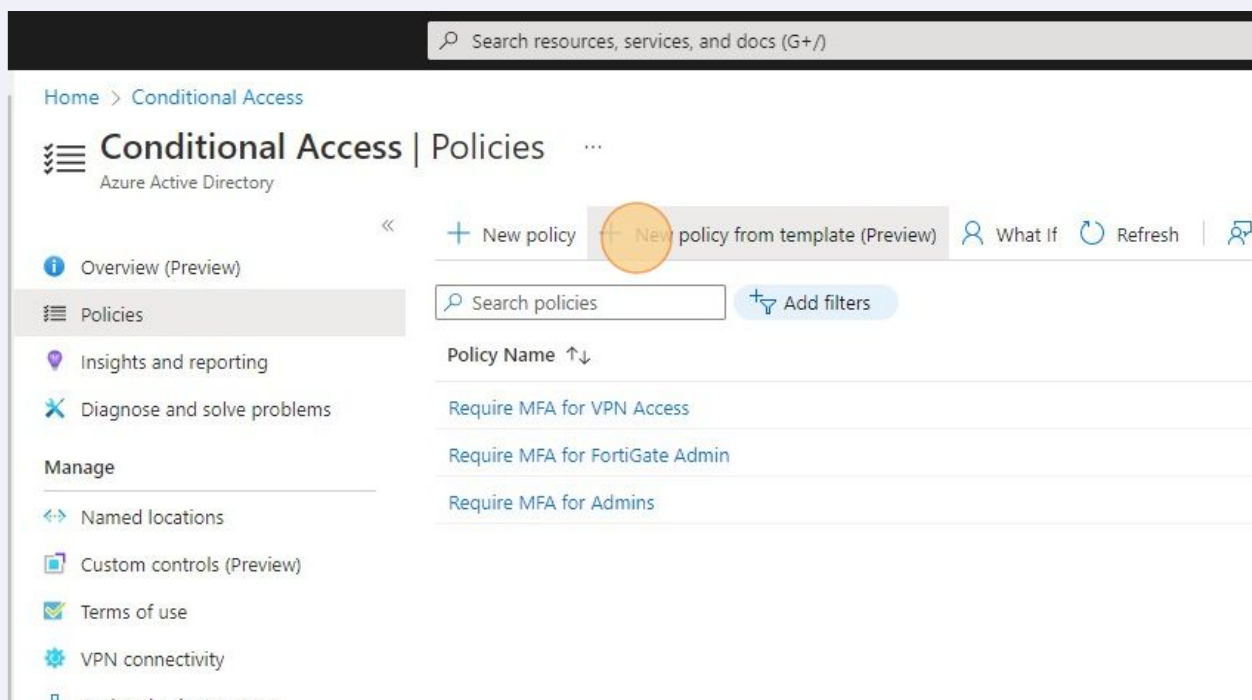 Search resources, services, and docs (G+/)
Home > Conditional Access
Conditional Access | Policies ...
Azure Active Directory
«
+ New policy + New policy from template (Preview) What If Refresh
Overview (Preview)
Policies
Insights and reporting
Diagnose and solve problems
Manage
Named locations
Custom controls (Preview)
Terms of use
VPN connectivity
Search policies Add filters
Policy Name ↑↓
Require MFA for VPN Access
Require MFA for FortiGate Admin
Require MFA for Admins